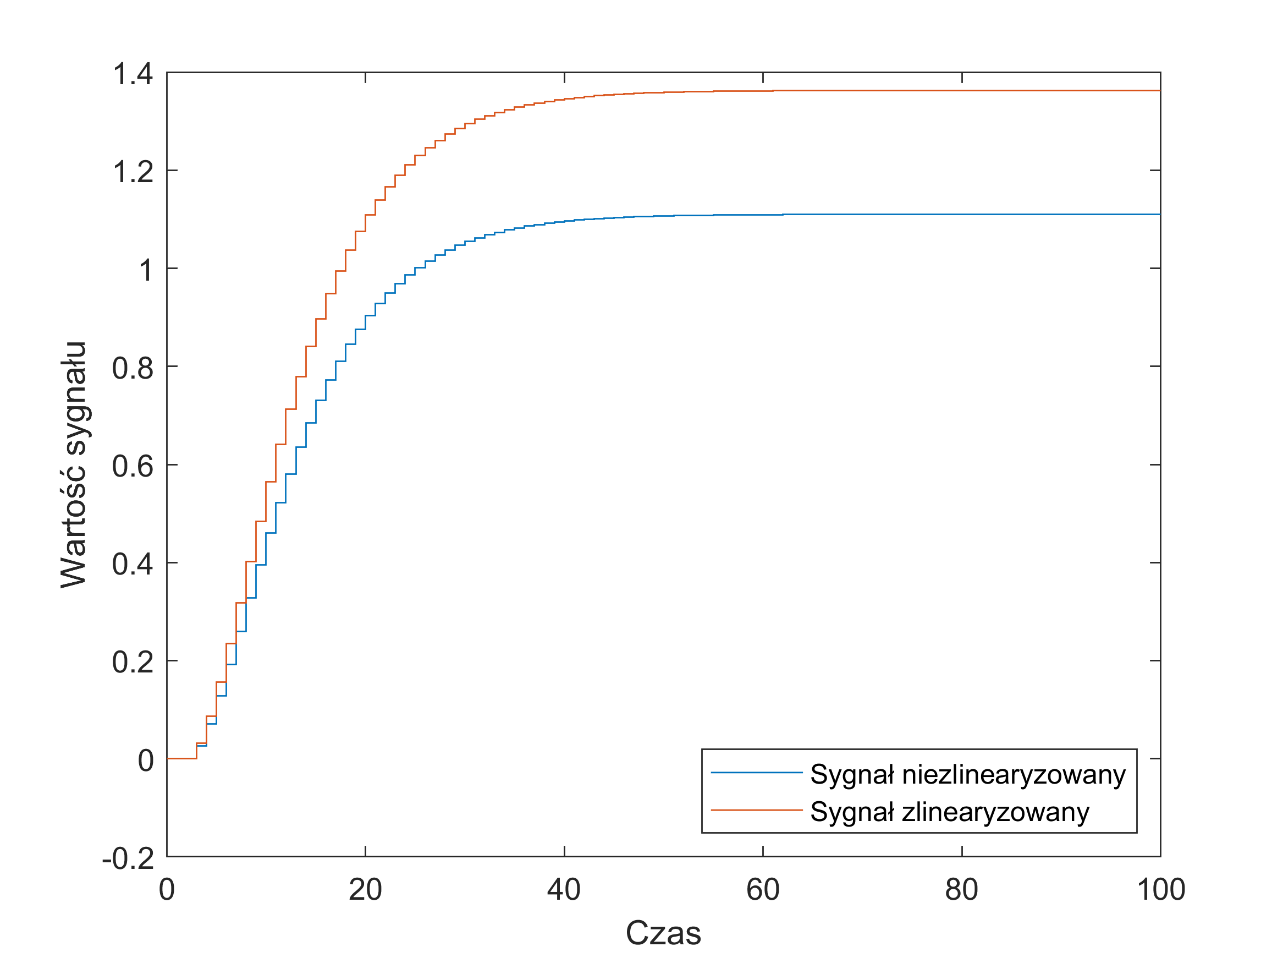 1.4
1.2
1
0.8
0.6
0.4
0.2
0
-0.2
Wartość sygnału
0 20 40 60 80 100
Czas
Sygnał niezlinearyzowany
Sygnał zlinearyzowany